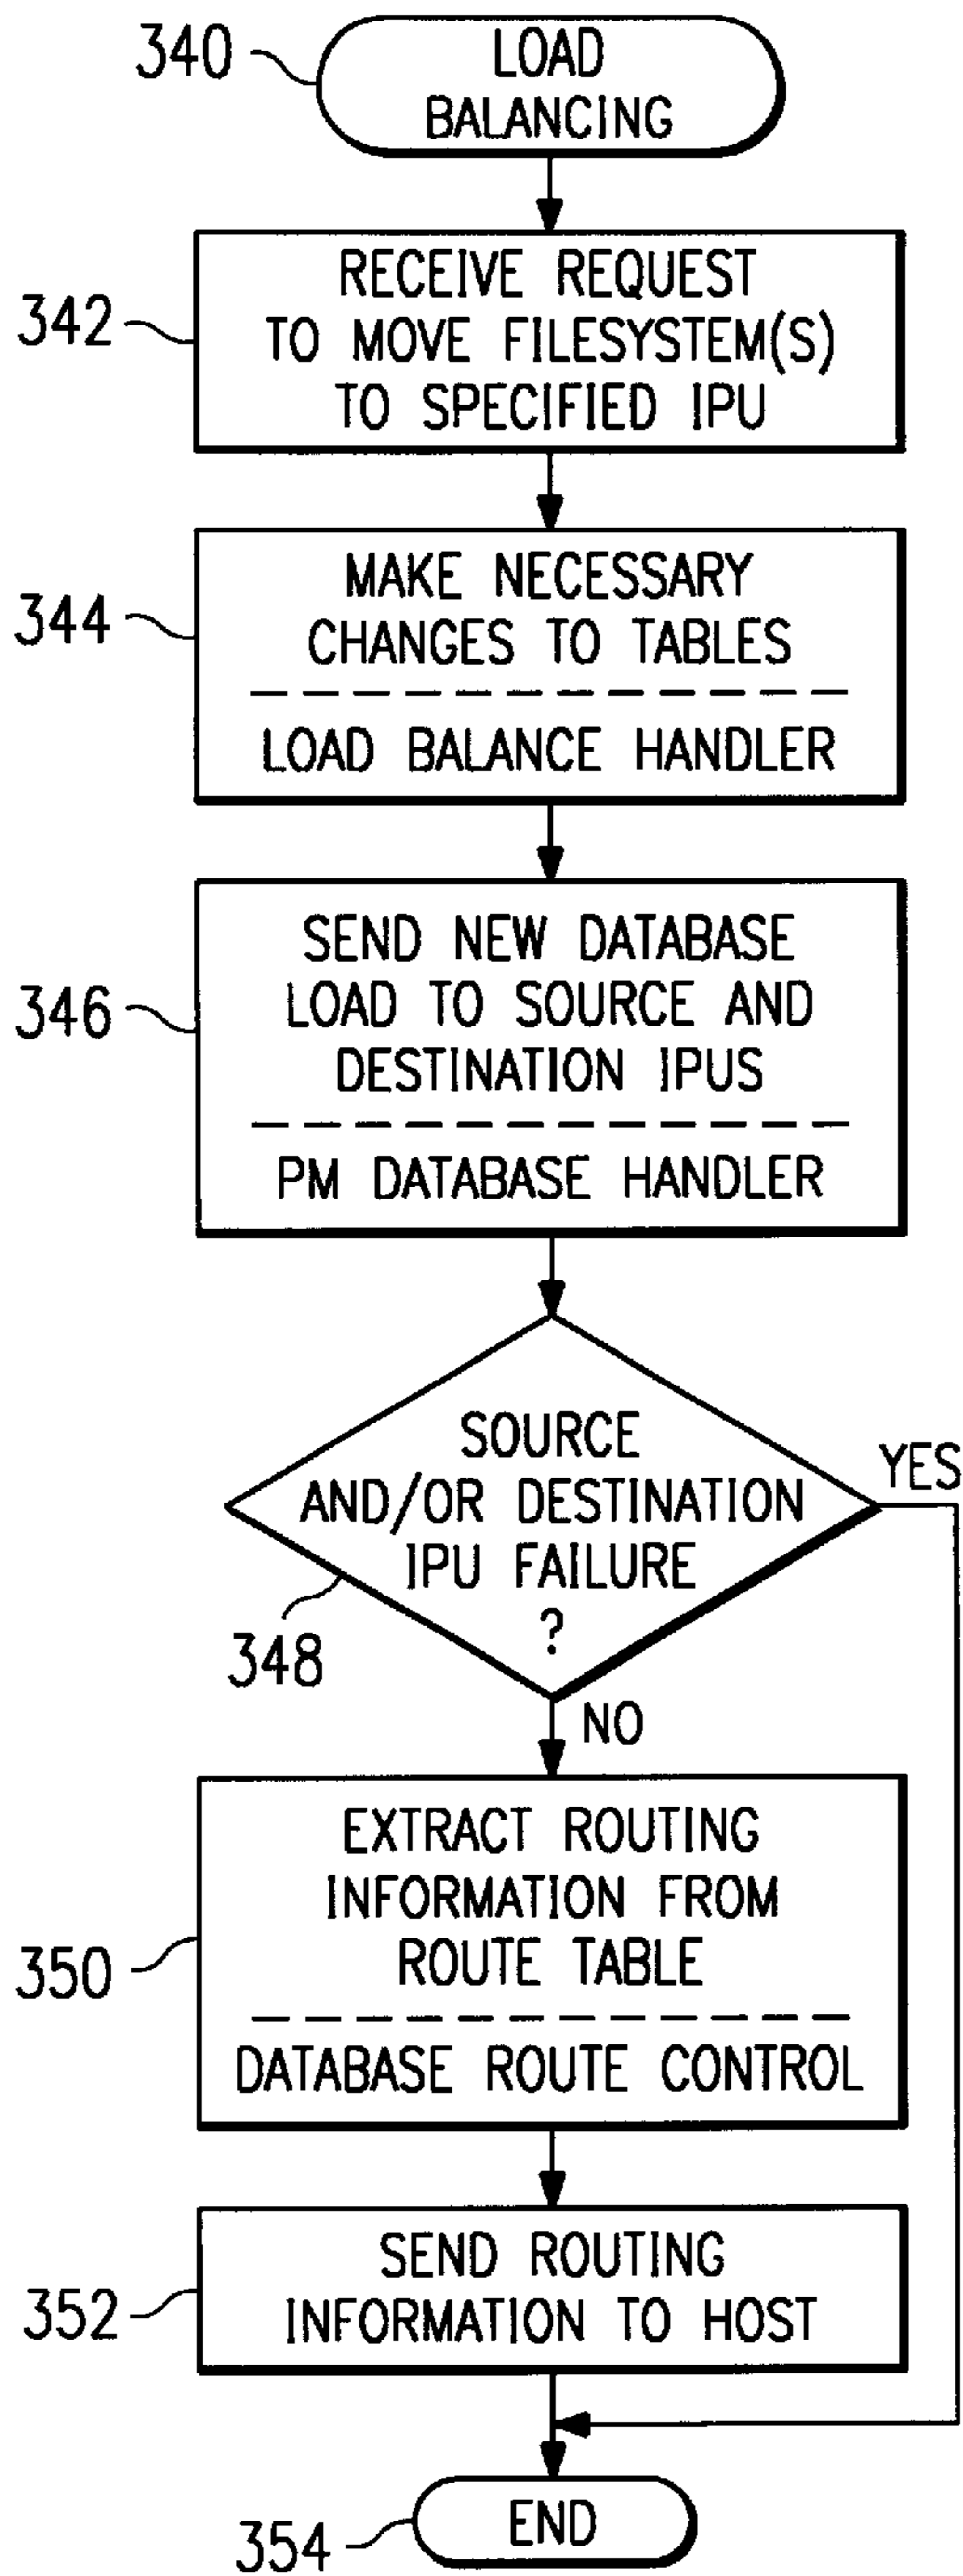 340
LOAD
BALANCING
342
RECEIVE REQUEST
TO MOVE FILESYSTEM(S)
TO SPECIFIED IPU
344
MAKE NECESSARY
CHANGES TO TABLES
LOAD BALANCE HANDLER
346
SEND NEW DATABASE
LOAD TO SOURCE AND
DESTINATION IPUS
PM DATABASE HANDLER
SOURCE
AND/OR DESTINATION
IPU FAILURE
?
YES
348
NO
350
EXTRACT ROUTING
INFORMATION FROM
ROUTE TABLE
DATABASE ROUTE CONTROL
352
SEND ROUTING
INFORMATION TO HOST
354
END